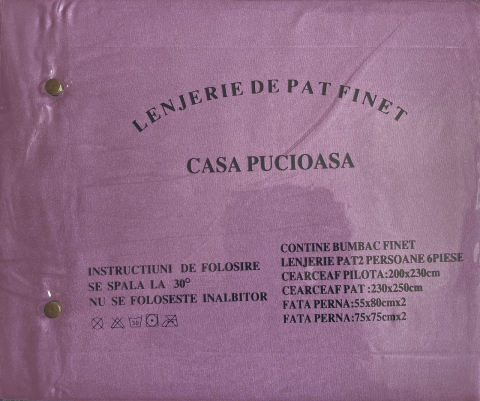 LENJERIE DE PAT FINET
CASA PUCIOASA
INSTRUCTIUNI DE FOLOSIRE
SE SPALA LA 30°
NU SE FOLOSESTE INALBITOR
CONTINE BUMBAC FINET
LENJERIE PAT2 PERSOANE 6PIESE
CEARCEAF PILOTA:200x230cm
CEARCEAF PAT :230x250cm
FATA PERNA:55x80cmx2
FATA PERNA:75x75cmx2